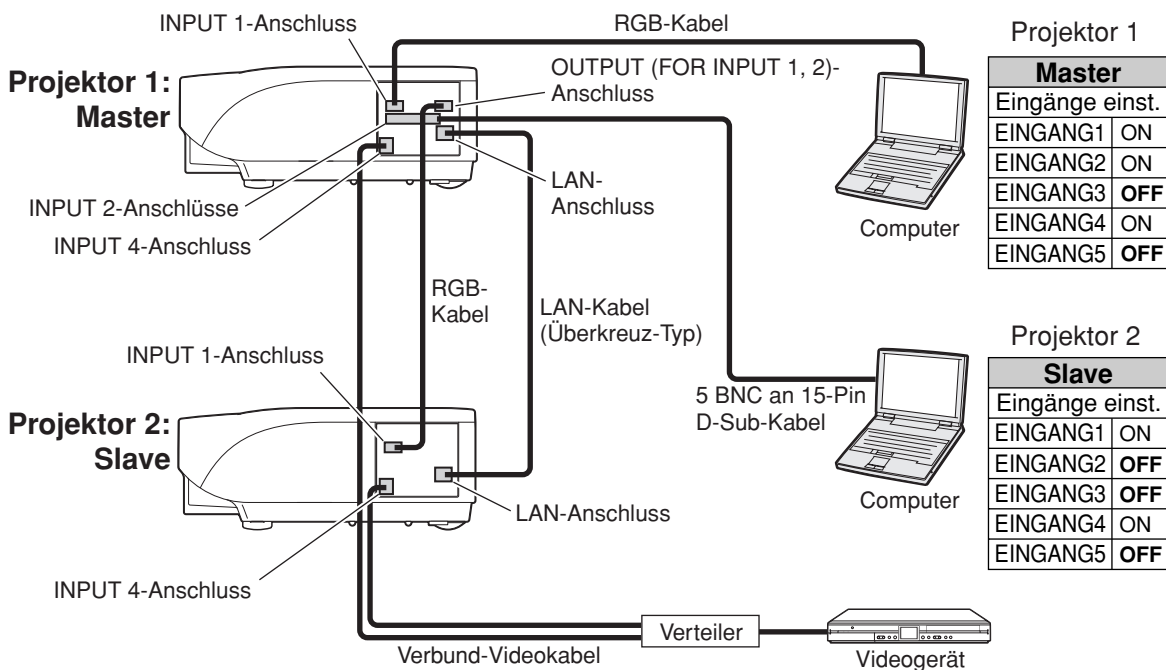 INPUT 1-Anschluss
RGB-Kabel
Projektor 1:
Master
OUTPUT (FOR INPUT 1, 2)-
Anschluss
LAN-
Anschluss
INPUT 2-Anschlüsse
INPUT 4-Anschluss
Computer
Projektor 1
Master
Eingänge einst.
EINGANG1 ON
EINGANG2 ON
EINGANG3 OFF
EINGANG4 ON
EINGANG5 OFF
RGB-
Kabel
LAN-Kabel
(Überkreuz-Typ)
INPUT 1-Anschluss
Projektor 2:
Slave
5 BNC an 15-Pin
D-Sub-Kabel
LAN-Anschluss
INPUT 4-Anschluss
Computer
Projektor 2
Slave
Eingänge einst.
EINGANG1 ON
EINGANG2 OFF
EINGANG3 OFF
EINGANG4 ON
EINGANG5 OFF
Verteiler
Verbund-Videokabel
Videogerät